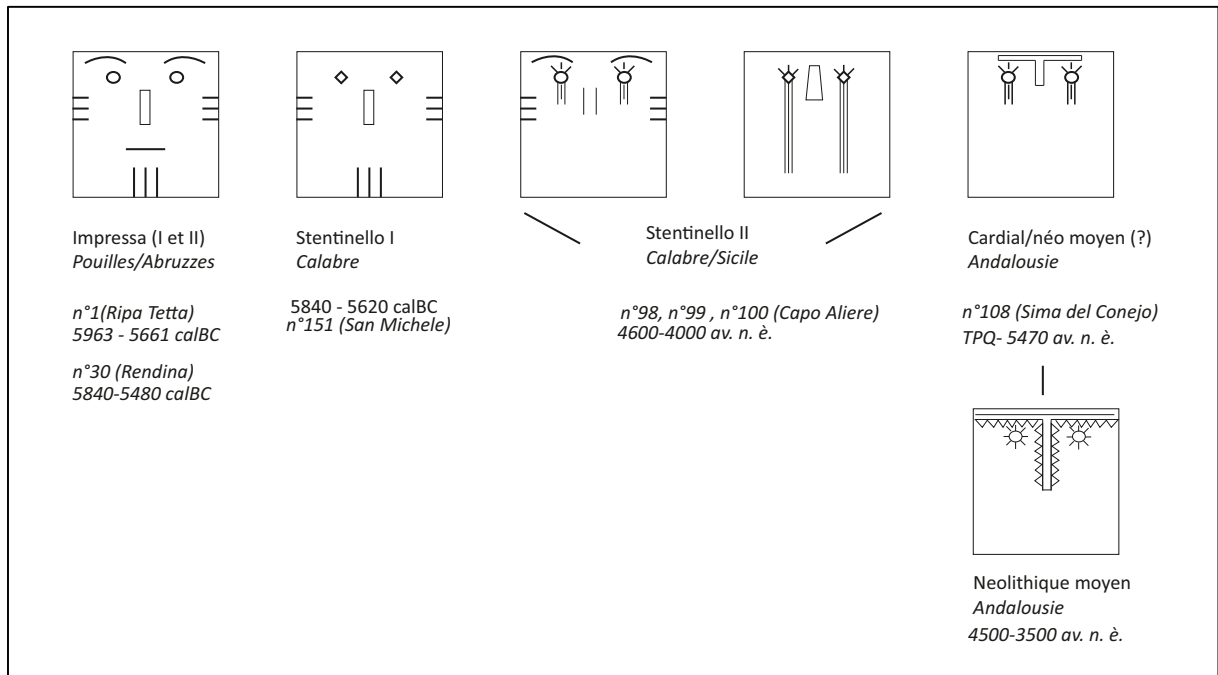 Impressa (I et II)
Pouilles/Abruzzes
n°1(Ripa Tetta)
5963 - 5661 calBC
n°30 (Rendina)
5840-5480 calBC
Stentinello I
Calabre
5840 - 5620 calBC
n°151 (San Michele)
Stentinello II
Calabre/Sicile
n°98, n°99 , n°100 (Capo Aliere)
4600-4000 av. n. è.
Cardial/néo moyen (?)
Andalousie
n°108 (Sima del Conejo)
TPQ- 5470 av. n. è.
Neolithique moyen
Andalousie
4500-3500 av. n. è.